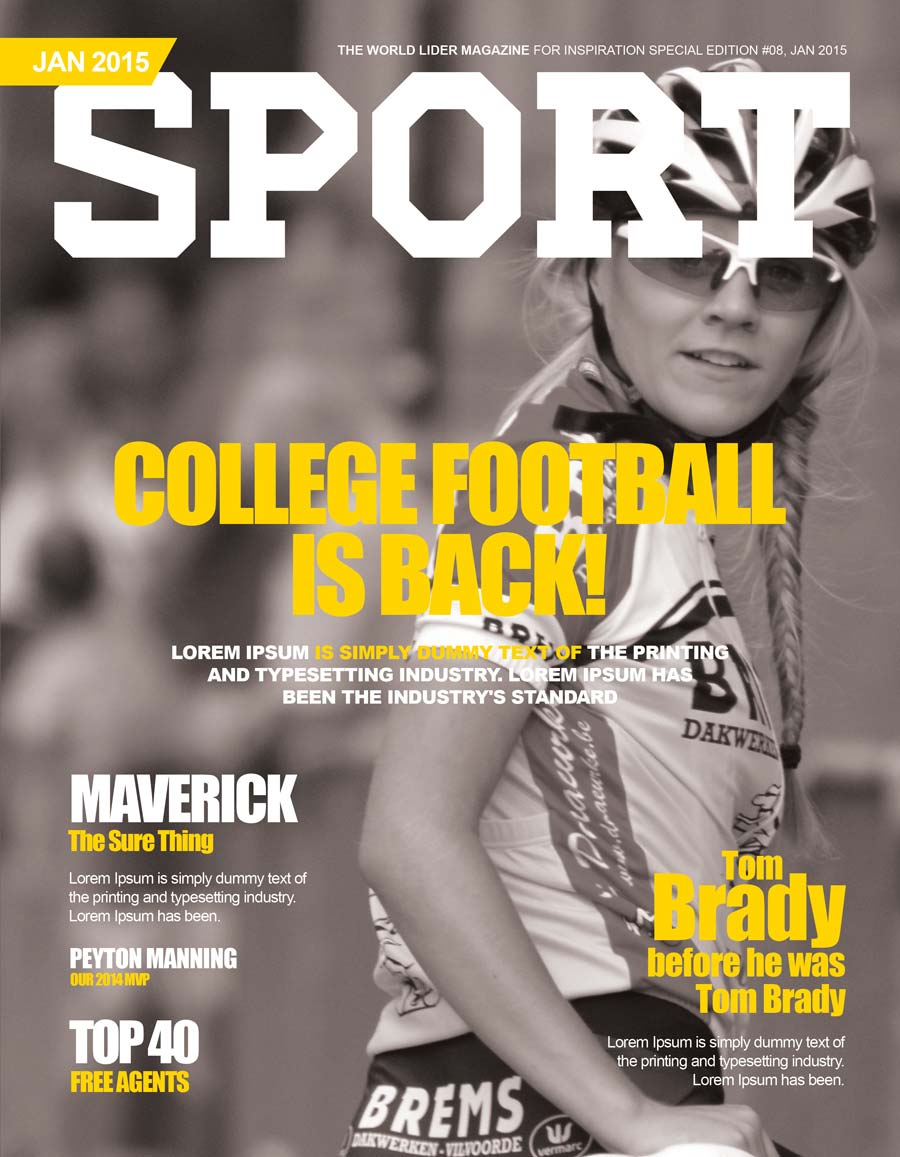 THE WORLD LIDER MAGAZINE FOR INSPIRATION SPECIAL EDITION #08, JAN 2015
JAN 2015
SPORT
COLLEGE FOOTBALL
IS BACK!
LOREM IPSUM IS SIMPLY DUMMY TEXT OF THE PRINTING
AND TYPESETTING INDUSTRY. LOREM IPSUM HAS
BEEN THE INDUSTRY'S STANDARD
MAVERICK
The Sure Thing
Lorem Ipsum is simply dummy text of
the printing and typesetting industry.
Lorem Ipsum has been.
PEYTON MANNING
OUR 2014 MVP
TOP 40
FREE AGENTS
Tom
Brady
before he was
Tom Brady
Lorem Ipsum is simply dummy text of
the printing and typesetting industry.
Lorem Ipsum has been.
DAKWERKE
BREMS
DAKWERKEN-VILVOORDE
vermarc